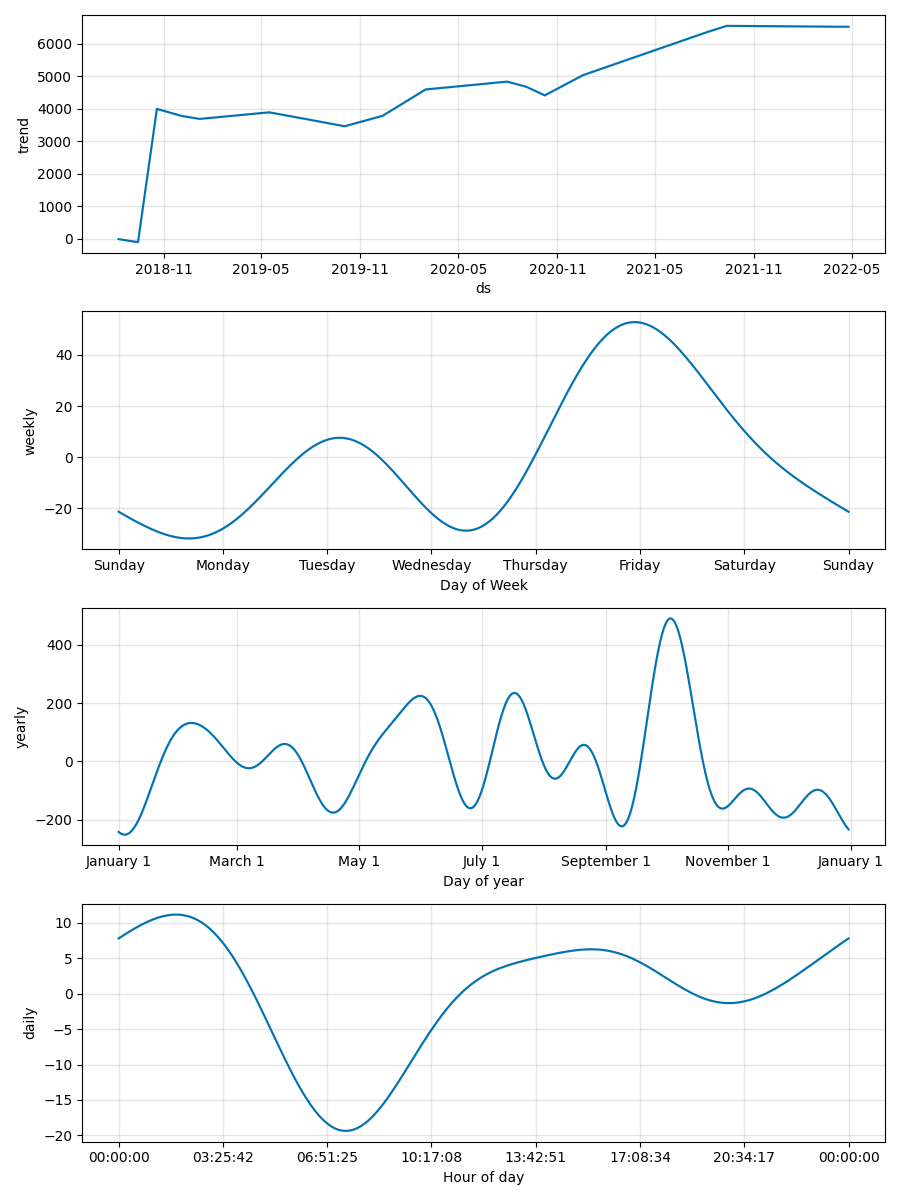 6000
5000
4000
3000
2000
1000
0
trend
2018-11 2019-05 2019-11 2020-05 2020-11 2021-05 2021-11 2022-05
ds
40
20
0
−20
weekly
Sunday Monday Tuesday Wednesday Thursday Friday Saturday Sunday
Day of Week
400
200
0
−200
yearly
January 1 March 1 May 1 July 1 September 1 November 1 January 1
Day of year
10
5
0
−5
−10
−15
−20
daily
00:00:00 03:25:42 06:51:25 10:17:08 13:42:51 17:08:34 20:34:17 00:00:00
Hour of day